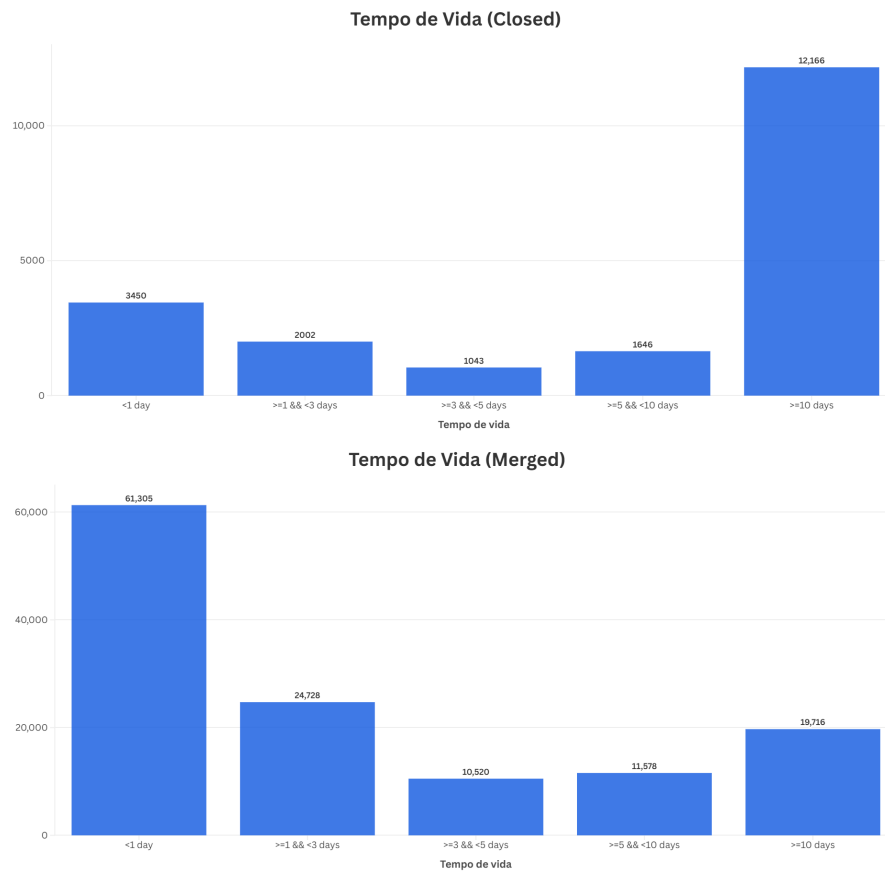 Tempo de Vida (Closed)
12,166
10,000
5000
3450
2002
1646
1043
0
<1 day >=1 && <3 days >=3 && <5 days >=5 && <10 days >=10 days
Tempo de vida
Tempo de Vida (Merged)
61,305
60,000
40,000
24,728
20,000
19,716
11,578
10,520
0
<1 day >=1 && <3 days >=3 && <5 days >=5 && <10 days >=10 days
Tempo de vida